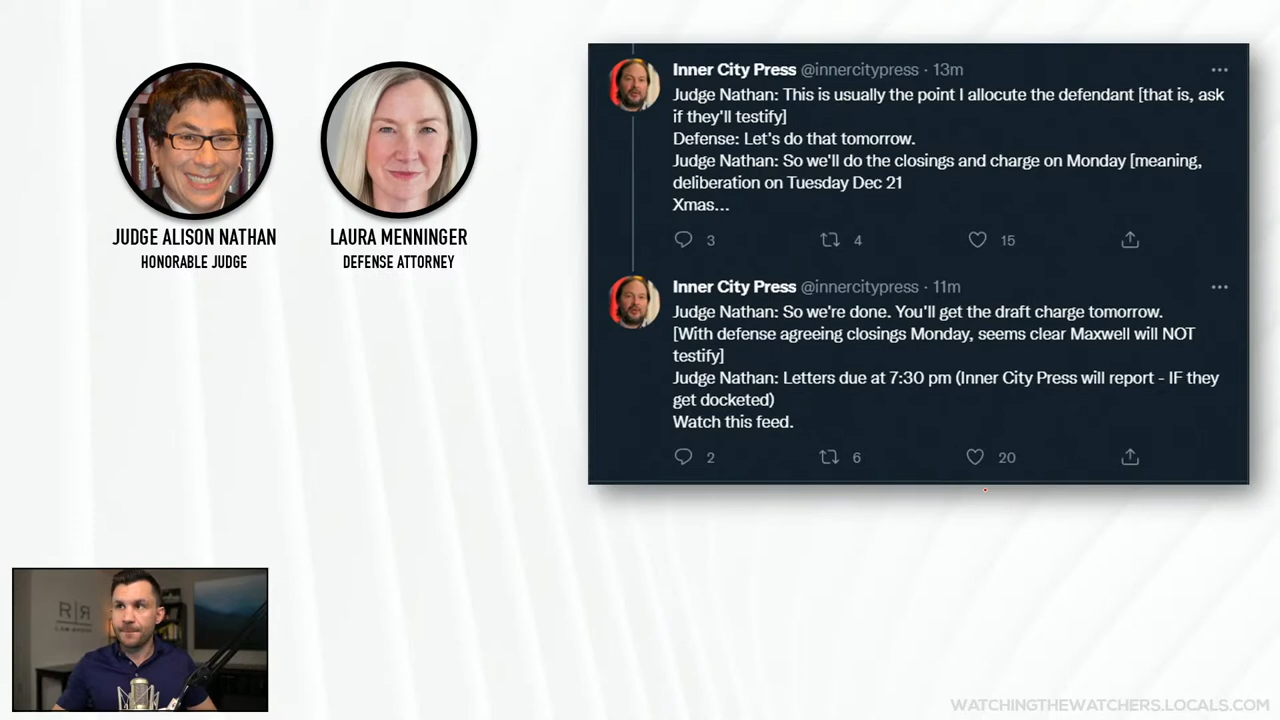 JUDGE ALISON NATHAN
HONORABLE JUDGE
LAURA MENNINGER
DEFENSE ATTORNEY
Inner City Press @innercitypress · 13m
Judge Nathan: This is usually the point I allocute the defendant [that is, ask
if they'll testify]
Defense: Let's do that tomorrow.
Judge Nathan: So we'll do the closings and charge on Monday [meaning,
deliberation on Tuesday Dec 21
Xmas...
3 4 15
Inner City Press @innercitypress · 11m
Judge Nathan: So we're done. You'll get the draft charge tomorrow.
[With defense agreeing closings Monday, seems clear Maxwell will NOT
testify]
Judge Nathan: Letters due at 7:30 pm (Inner City Press will report - IF they
get docketed)
Watch this feed.
2 6 20
R|R
WATCHINGTHEWATCHERS.LOCALS.COM